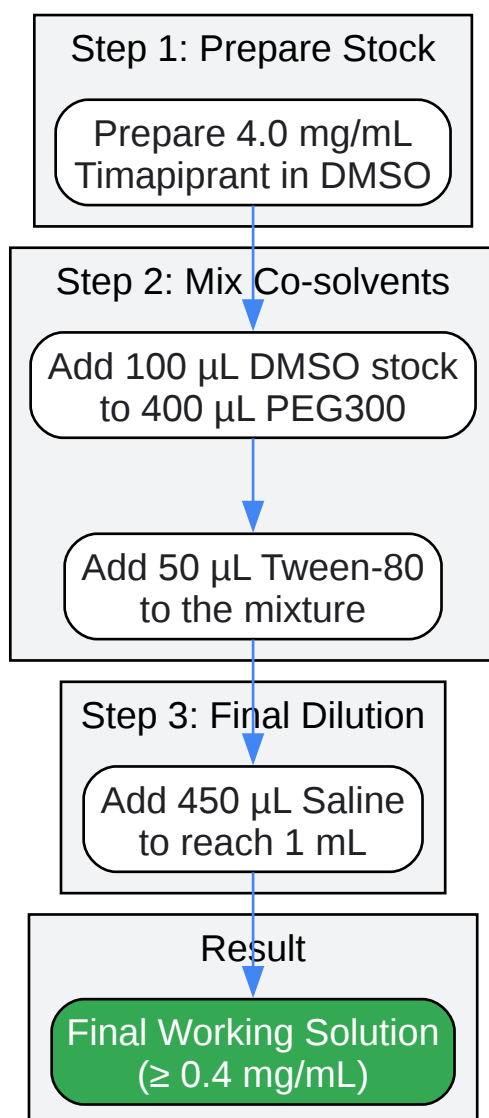 Step 1: Prepare Stock
Prepare 4.0 mg/mL
Timapiprant in DMSO
Step 2: Mix Co-solvents
Add 100 µL DMSO stock
to 400 µL PEG300
Add 50 µL Tween-80
to the mixture
Step 3: Final Dilution
Add 450 µL Saline
to reach 1 mL
Result
Final Working Solution
(≥ 0.4 mg/mL)